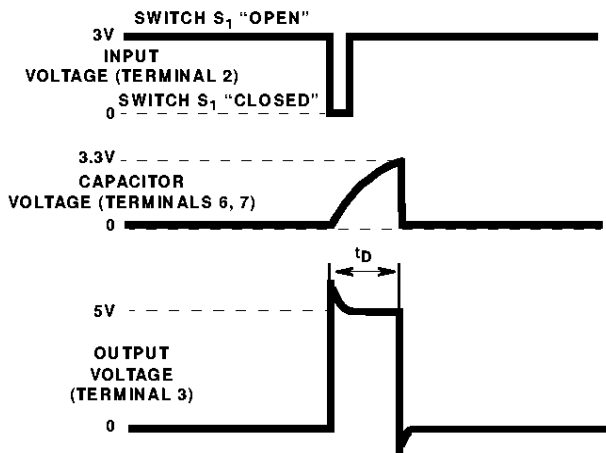 SWITCH S1 “OPEN”
3V
INPUT
VOLTAGE (TERMINAL 2)
SWITCH S1 “CLOSED”
0
3.3V
CAPACITOR
VOLTAGE (TERMINALS 6, 7)
0
tD
5V
OUTPUT
VOLTAGE
(TERMINAL 3)
0